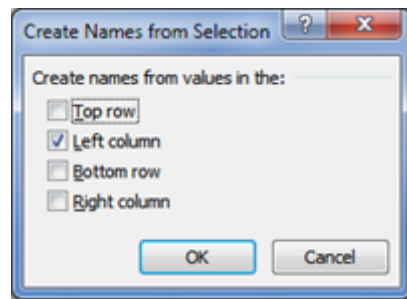 Create Names from Selection
Create names from values in the:
Top row
Left column
Bottom row
Right column
OK Cancel